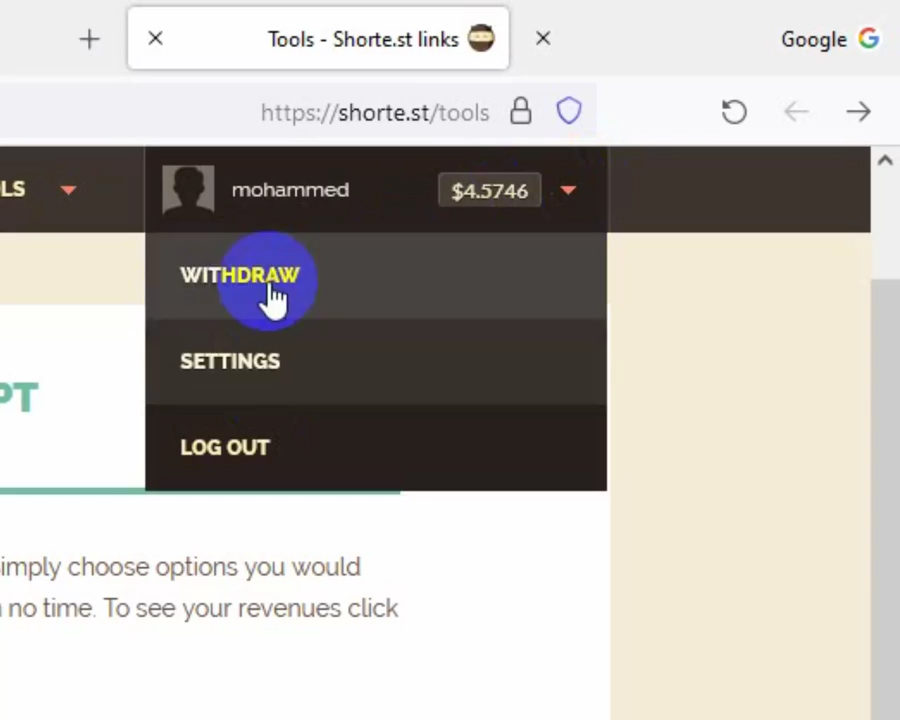 Tools - Shorte.st links
Google
https://shorte.st/tools
LS
mohammed
$4.5746
WITHDRAW
SETTINGS
PT
LOG OUT
imply choose options you would
no time. To see your revenues click